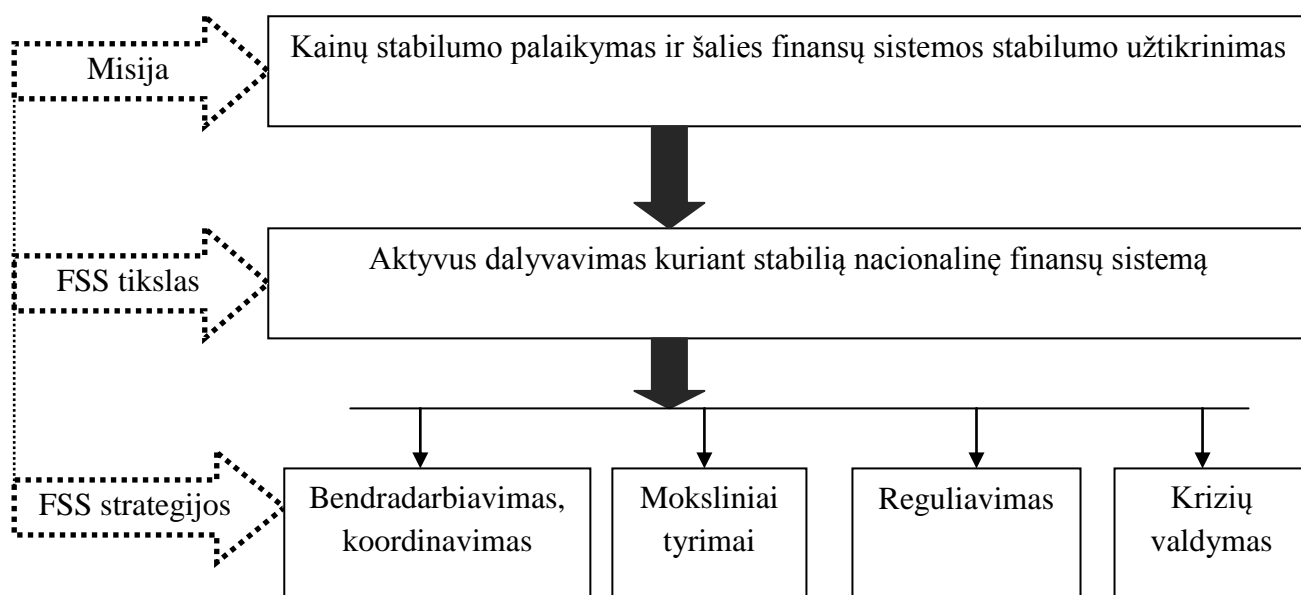 Misija
Kainų stabilumo palaikymas ir šalies finansų sistemos stabilumo užtikrinimas
FSS tikslas
Aktyvus dalyvavimas kuriant stabilią nacionalinę finansų sistemą
FSS strategijos
Bendradarbiavimas,
koordinavimas
Moksliniai
tyrimai
Reguliavimas
Krizių
valdymas